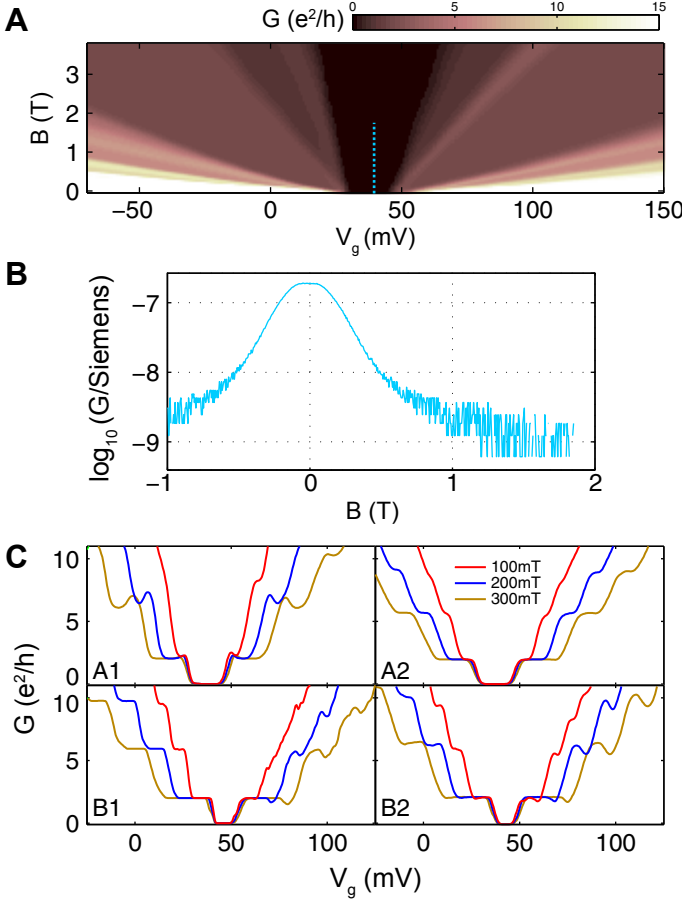 A
G (e²/h)
0 5 10 15
B (T)
3
2
1
0
−50 0 50 100 150
V_g (mV)
B
log₁₀ (G/Siemens)
−7
−8
−9
−1 0 1 2
B (T)
C
G (e²/h)
10
5
0
A1
A2
100mT
200mT
300mT
10
5
0
B1
B2
0 50 100 0 50 100
V_g (mV)